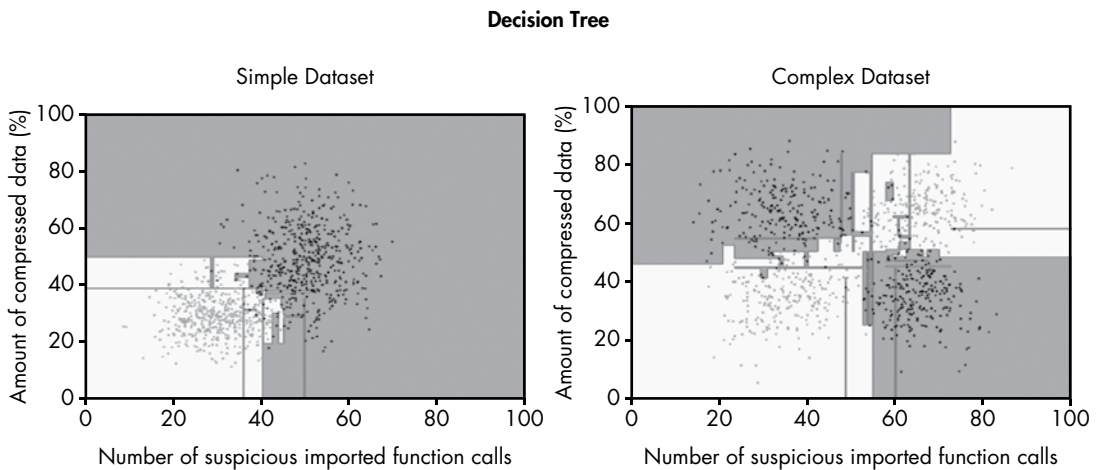 Decision Tree
Simple Dataset
Amount of compressed data (%)
100
80
60
40
20
0
0 20 40 60 80 100
Number of suspicious imported function calls
Complex Dataset
Amount of compressed data (%)
100
80
60
40
20
0
0 20 40 60 80 100
Number of suspicious imported function calls